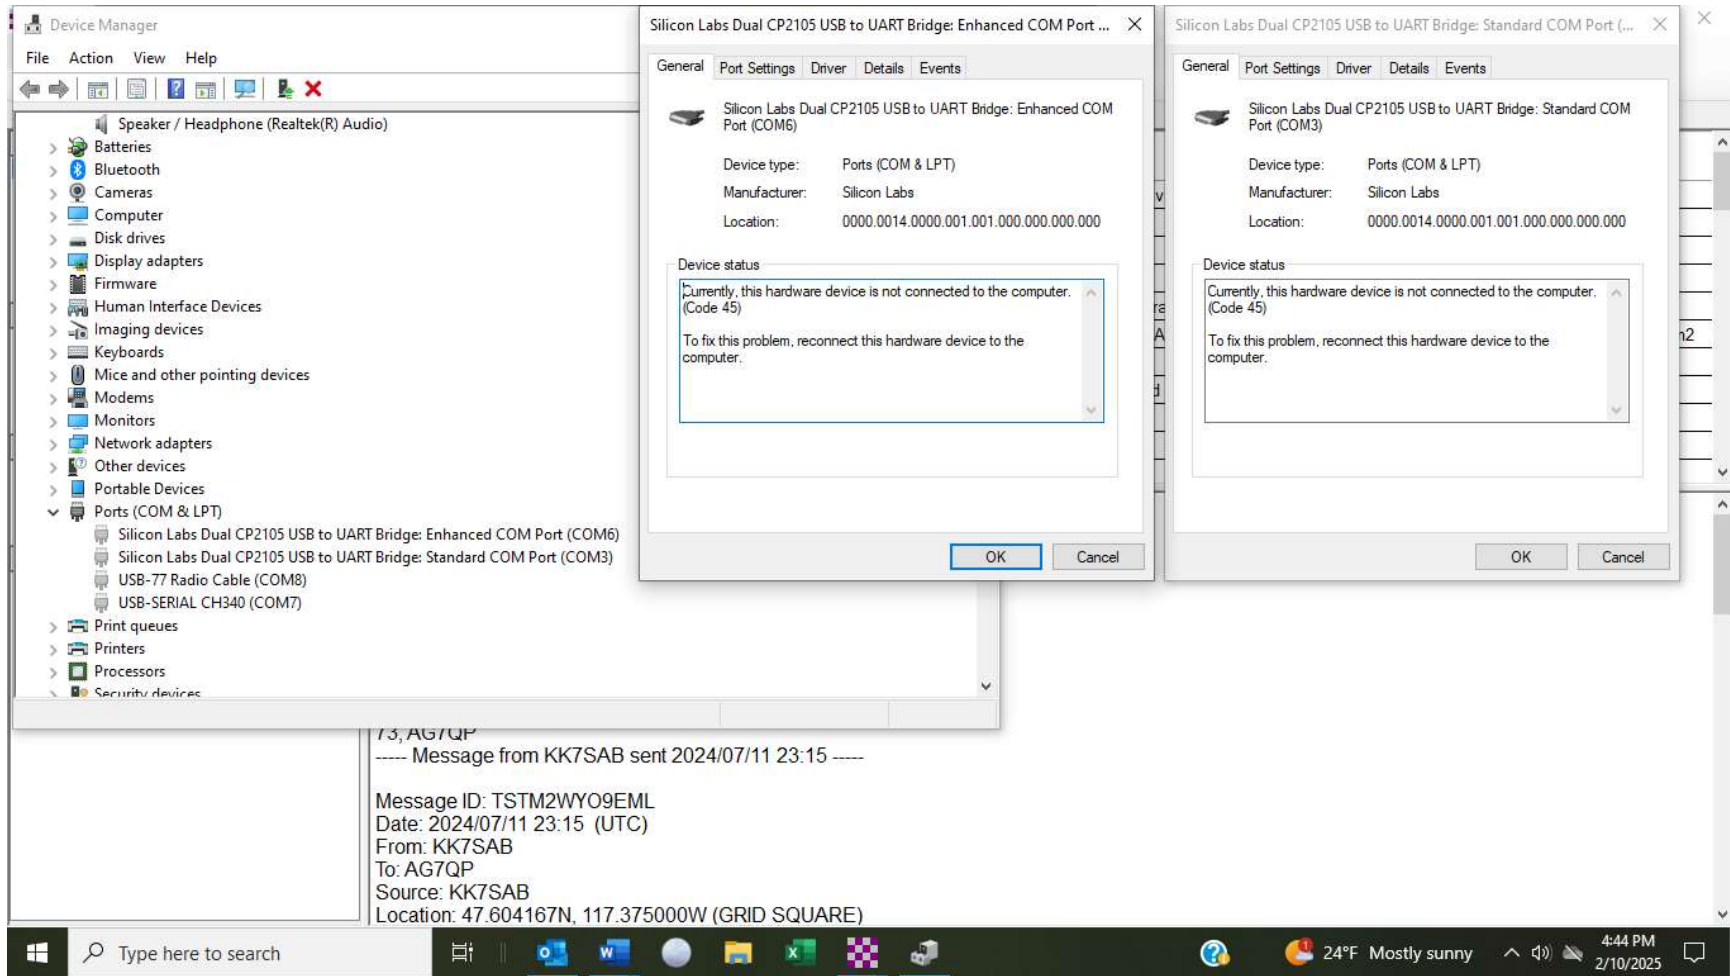 Device Manager
File Action View Help
Speaker / Headphone (Realtek(R) Audio)
Batteries
Bluetooth
Cameras
Computer
Disk drives
Display adapters
Firmware
Human Interface Devices
Imaging devices
Keyboards
Mice and other pointing devices
Modems
Monitors
Network adapters
Other devices
Portable Devices
Ports (COM & LPT)
Silicon Labs Dual CP2105 USB to UART Bridge: Enhanced COM Port (COM6)
Silicon Labs Dual CP2105 USB to UART Bridge: Standard COM Port (COM3)
USB-77 Radio Cable (COM8)
USB-SERIAL CH340 (COM7)
Print queues
Printers
Processors
Security devices
Silicon Labs Dual CP2105 USB to UART Bridge: Enhanced COM Port ...
General Port Settings Driver Details Events
Silicon Labs Dual CP2105 USB to UART Bridge: Enhanced COM
Port (COM6)
Device type: Ports (COM & LPT)
Manufacturer: Silicon Labs
Location: 0000.0014.0000.001.001.000.000.000.000
Device status
Currently, this hardware device is not connected to the computer.
(Code 45)
To fix this problem, reconnect this hardware device to the
computer.
OK Cancel
Silicon Labs Dual CP2105 USB to UART Bridge: Standard COM Port (...
General Port Settings Driver Details Events
Silicon Labs Dual CP2105 USB to UART Bridge: Standard COM
Port (COM3)
Device type: Ports (COM & LPT)
Manufacturer: Silicon Labs
Location: 0000.0014.0000.001.001.000.000.000.000
Device status
Currently, this hardware device is not connected to the computer.
(Code 45)
To fix this problem, reconnect this hardware device to the
computer.
OK Cancel
73, AG7QP
----- Message from KK7SAB sent 2024/07/11 23:15 -----
Message ID: TSTM2WYO9EML
Date: 2024/07/11 23:15 (UTC)
From: KK7SAB
To: AG7QP
Source: KK7SAB
Location: 47.604167N, 117.375000W (GRID SQUARE)
Type here to search
24°F Mostly sunny
4:44 PM
2/10/2025